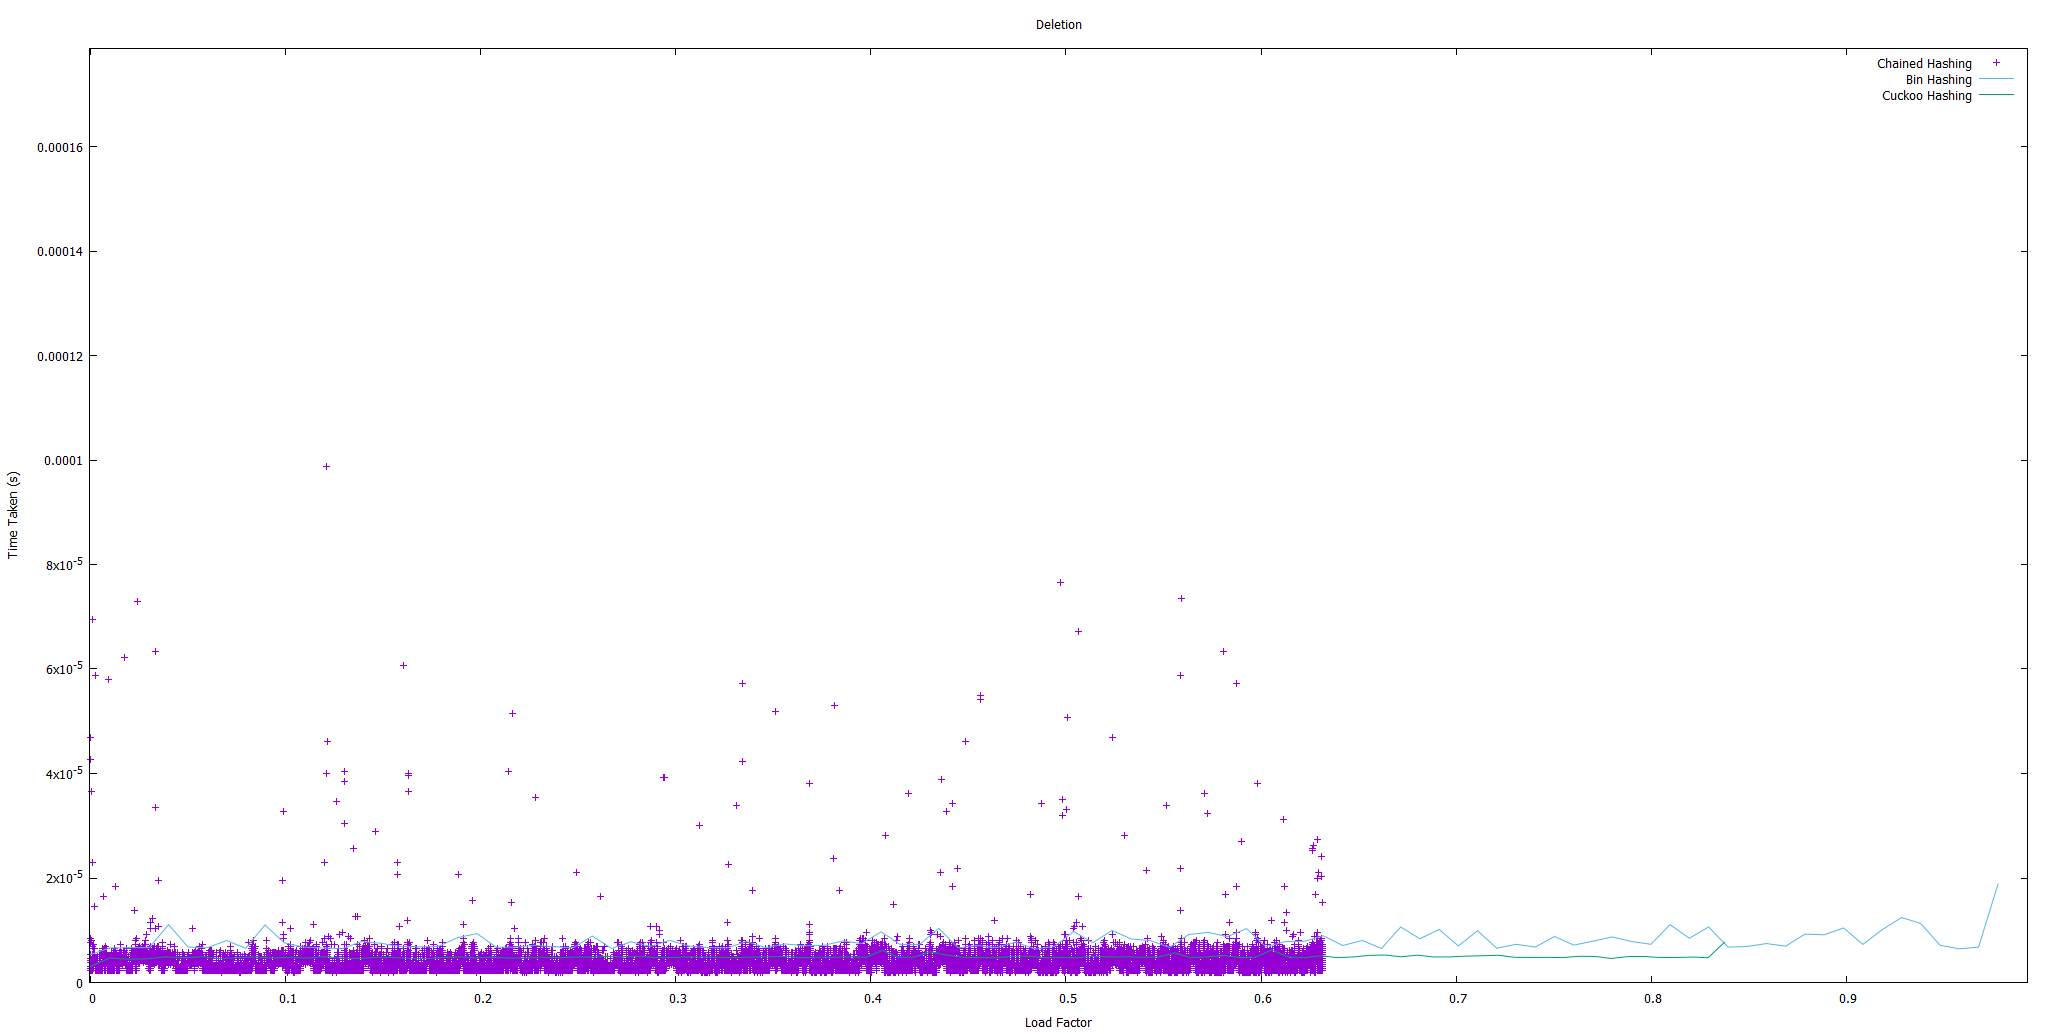 Deletion
Chained Hashing
Bin Hashing
Cuckoo Hashing
0.00016
0.00014
0.00012
0.0001
8x10^-5
6x10^-5
4x10^-5
2x10^-5
0
Time Taken (s)
0 0.1 0.2 0.3 0.4 0.5 0.6 0.7 0.8 0.9
Load Factor